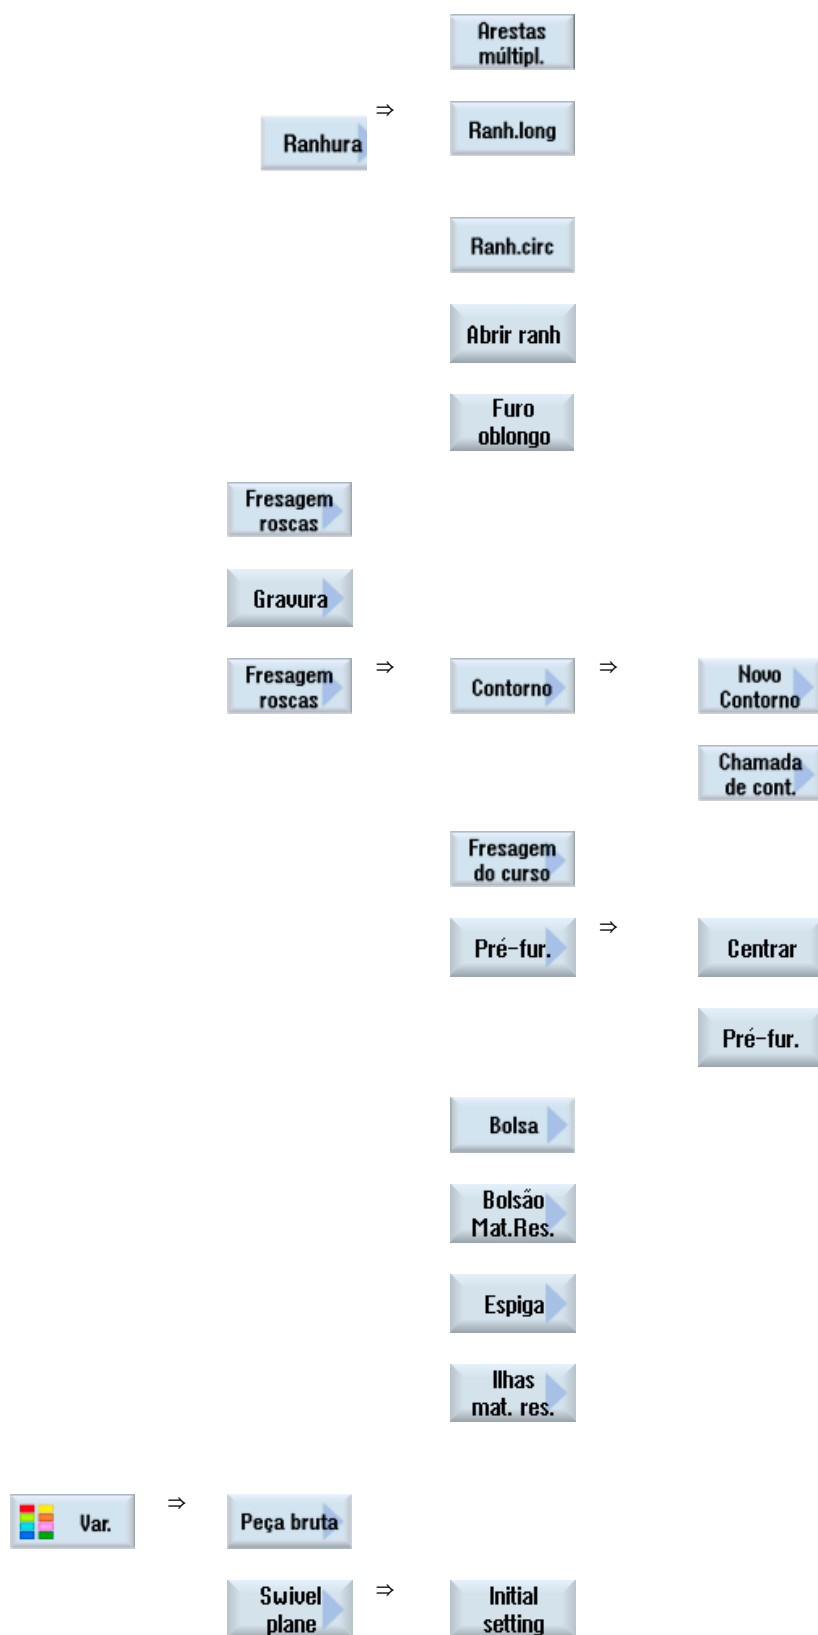 Arestas
múltipl.
⇒
Ranhura
Ranh.long
Ranh.circ
Abrir ranh
Furo
oblongo
Fresagem
roscas
Gravura
Fresagem
roscas
⇒
Contorno
⇒
Novo
Contorno
Chamada
de cont.
Fresagem
do curso
Pré-fur.
⇒
Centrar
Pré-fur.
Bolsa
Bolsão
Mat.Res.
Espiga
Ilhas
mat. res.
Var.
⇒
Peça bruta
Swivel
plane
⇒
Initial
setting